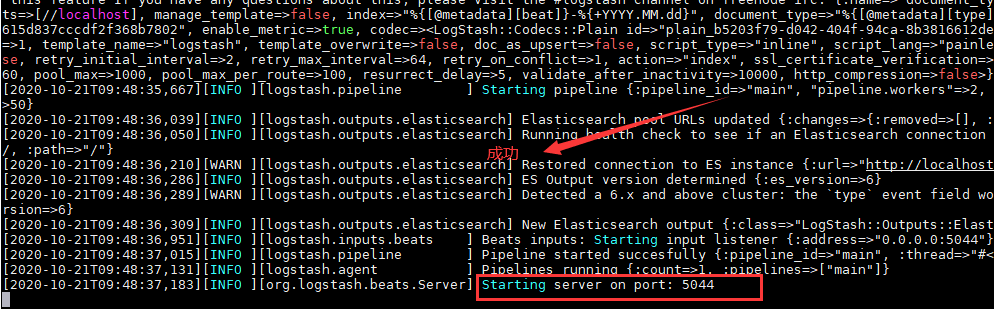 this feature if you have any questions about this, please visit the #logstash channel on freenode irc. {:name=> document_ty
ts=>[//localhost], manage_template=>false, index=>"%{[@metadata][beat]}-%{+YYYY.MM.dd}", document_type=>"%{[@metadata][type]
615d837cccdf2f368b7802", enable_metric=>true, codec=><LogStash::Codecs::Plain id=>"plain_b5203f79-d042-404f-94ca-8b3816612de
=>1, template_name=>"logstash", template_overwrite=>false, doc_as_upsert=>false, script_type=>"inline", script_lang=>"painle
se, retry_initial_interval=>2, retry_max_interval=>64, retry_on_conflict=>1, action=>"index", ssl_certificate_verification=>
60, pool_max=>1000, pool_max_per_route=>100, resurrect_delay=>5, validate_after_inactivity=>10000, http_compression=>false>}
[2020-10-21T09:48:35,667][INFO ][logstash.pipeline        ] Starting pipeline {:pipeline_id=>"main", "pipeline.workers"=>2,
>50}
[2020-10-21T09:48:36,039][INFO ][logstash.outputs.elasticsearch] Elasticsearch pool URLs updated {:changes=>{:removed=>[], :
[2020-10-21T09:48:36,050][INFO ][logstash.outputs.elasticsearch] Running health check to see if an Elasticsearch connection
/, :path=>"/"}
成功
[2020-10-21T09:48:36,210][WARN ][logstash.outputs.elasticsearch] Restored connection to ES instance {:url=>"http://localhost
[2020-10-21T09:48:36,286][INFO ][logstash.outputs.elasticsearch] ES Output version determined {:es_version=>6}
[2020-10-21T09:48:36,289][WARN ][logstash.outputs.elasticsearch] Detected a 6.x and above cluster: the `type` event field wo
rsion=>6}
[2020-10-21T09:48:36,309][INFO ][logstash.outputs.elasticsearch] New Elasticsearch output {:class=>"LogStash::Outputs::Elast
[2020-10-21T09:48:36,951][INFO ][logstash.inputs.beats    ] Beats inputs: Starting input listener {:address=>"0.0.0.0:5044"}
[2020-10-21T09:48:37,015][INFO ][logstash.pipeline        ] Pipeline started succesfully {:pipeline_id=>"main", :thread=>"#<
[2020-10-21T09:48:37,131][INFO ][logstash.agent           ] Pipelines running {:count=>1, :pipelines=>["main"]}
[2020-10-21T09:48:37,183][INFO ][org.logstash.beats.Server] Starting server on port: 5044